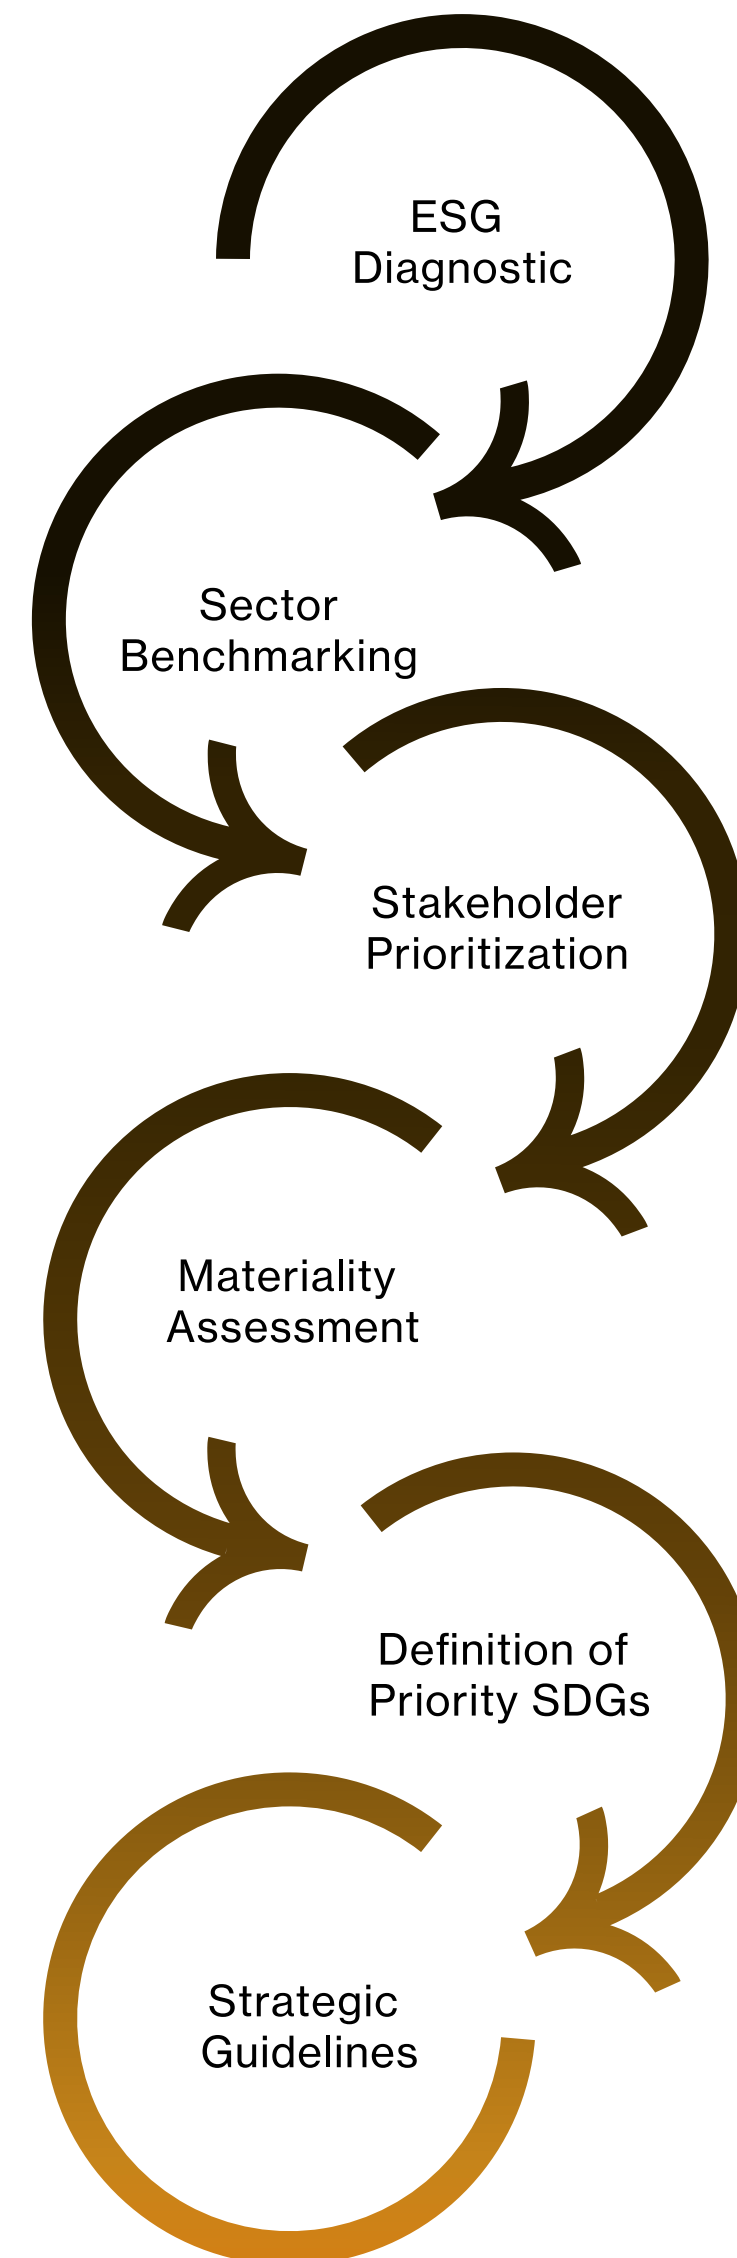 ESG
Diagnostic
Sector
Benchmarking
Stakeholder
Prioritization
Materiality
Assessment
Definition of
Priority SDGs
Strategic
Guidelines